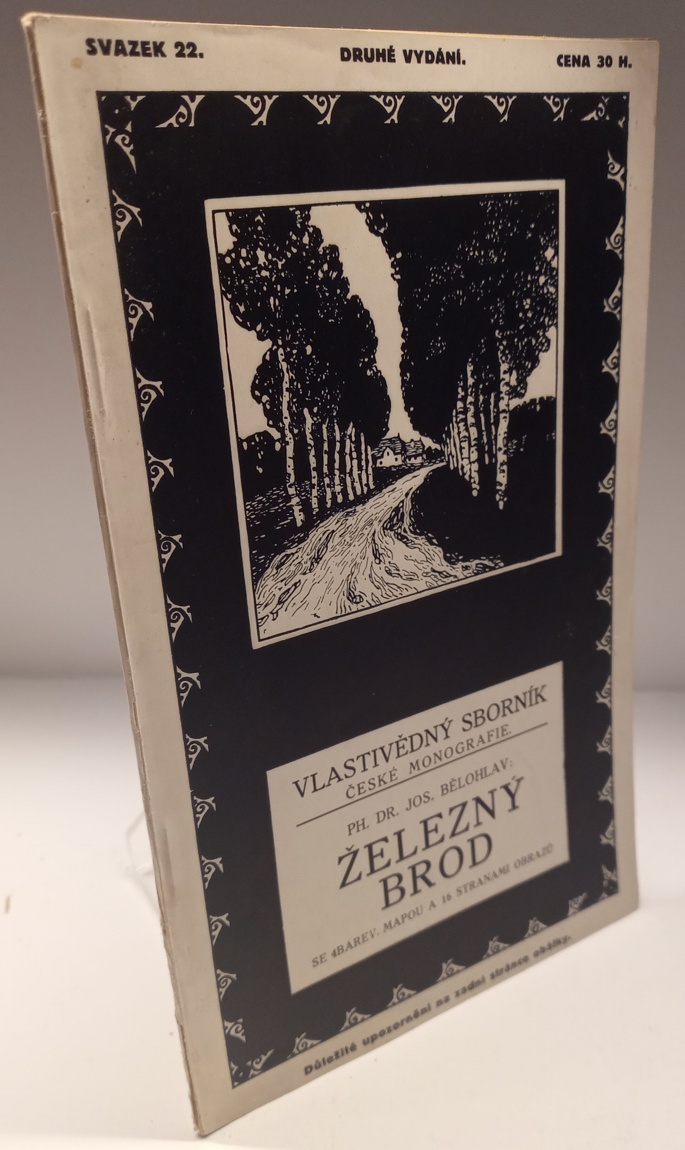 SVAZEK 22.
DRUHÉ VYDÁNÍ.
CENA 30 H.
VLASTIVĚDNÝ SBORNÍK
ČESKÉ MONOGRAFIE.
PH. DR. JOS. BĚLOHLAV:
ŽELEZNÝ
BROD
SE 4BAREV. MAPOU A 16 STRANAMI OBRAZŮ
Důležité upozornění na zadní stránce obálky.